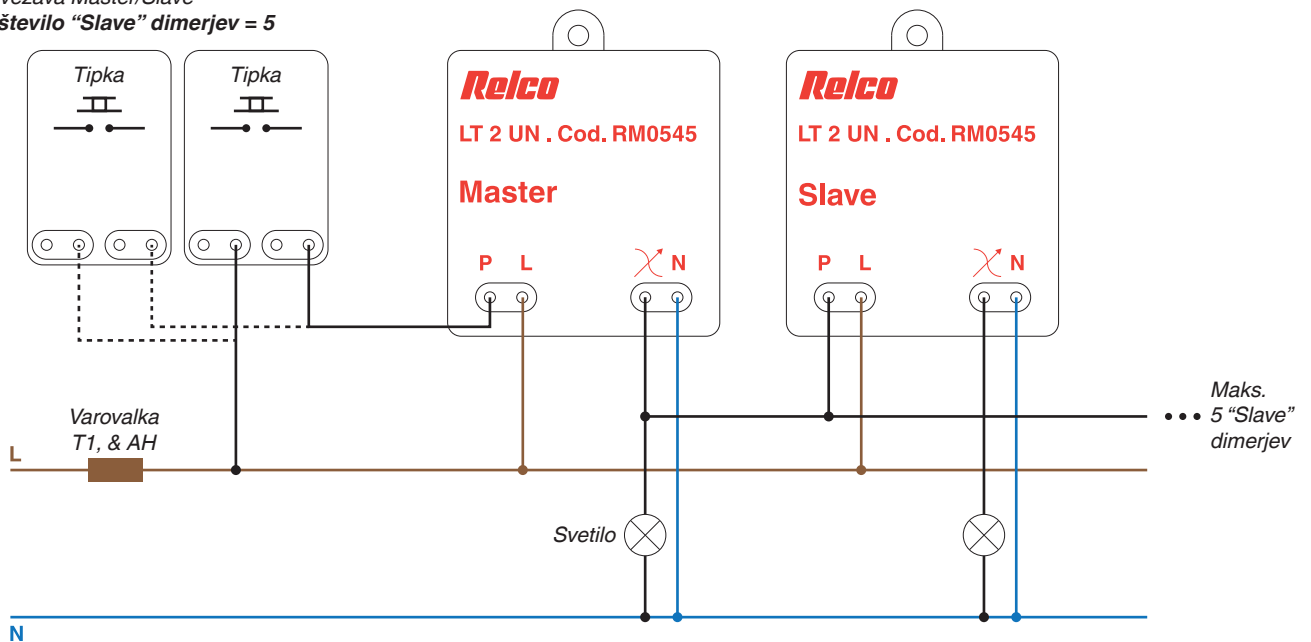 število “Slave” dimerjev = 5
Tipka
Tipka
Relco
LT 2 UN . Cod. RM0545
Master
P L N
Relco
LT 2 UN . Cod. RM0545
Slave
P L N
Varovalka
T1, & AH
L
Maks.
5 “Slave”
dimerjev
Svetilo
N